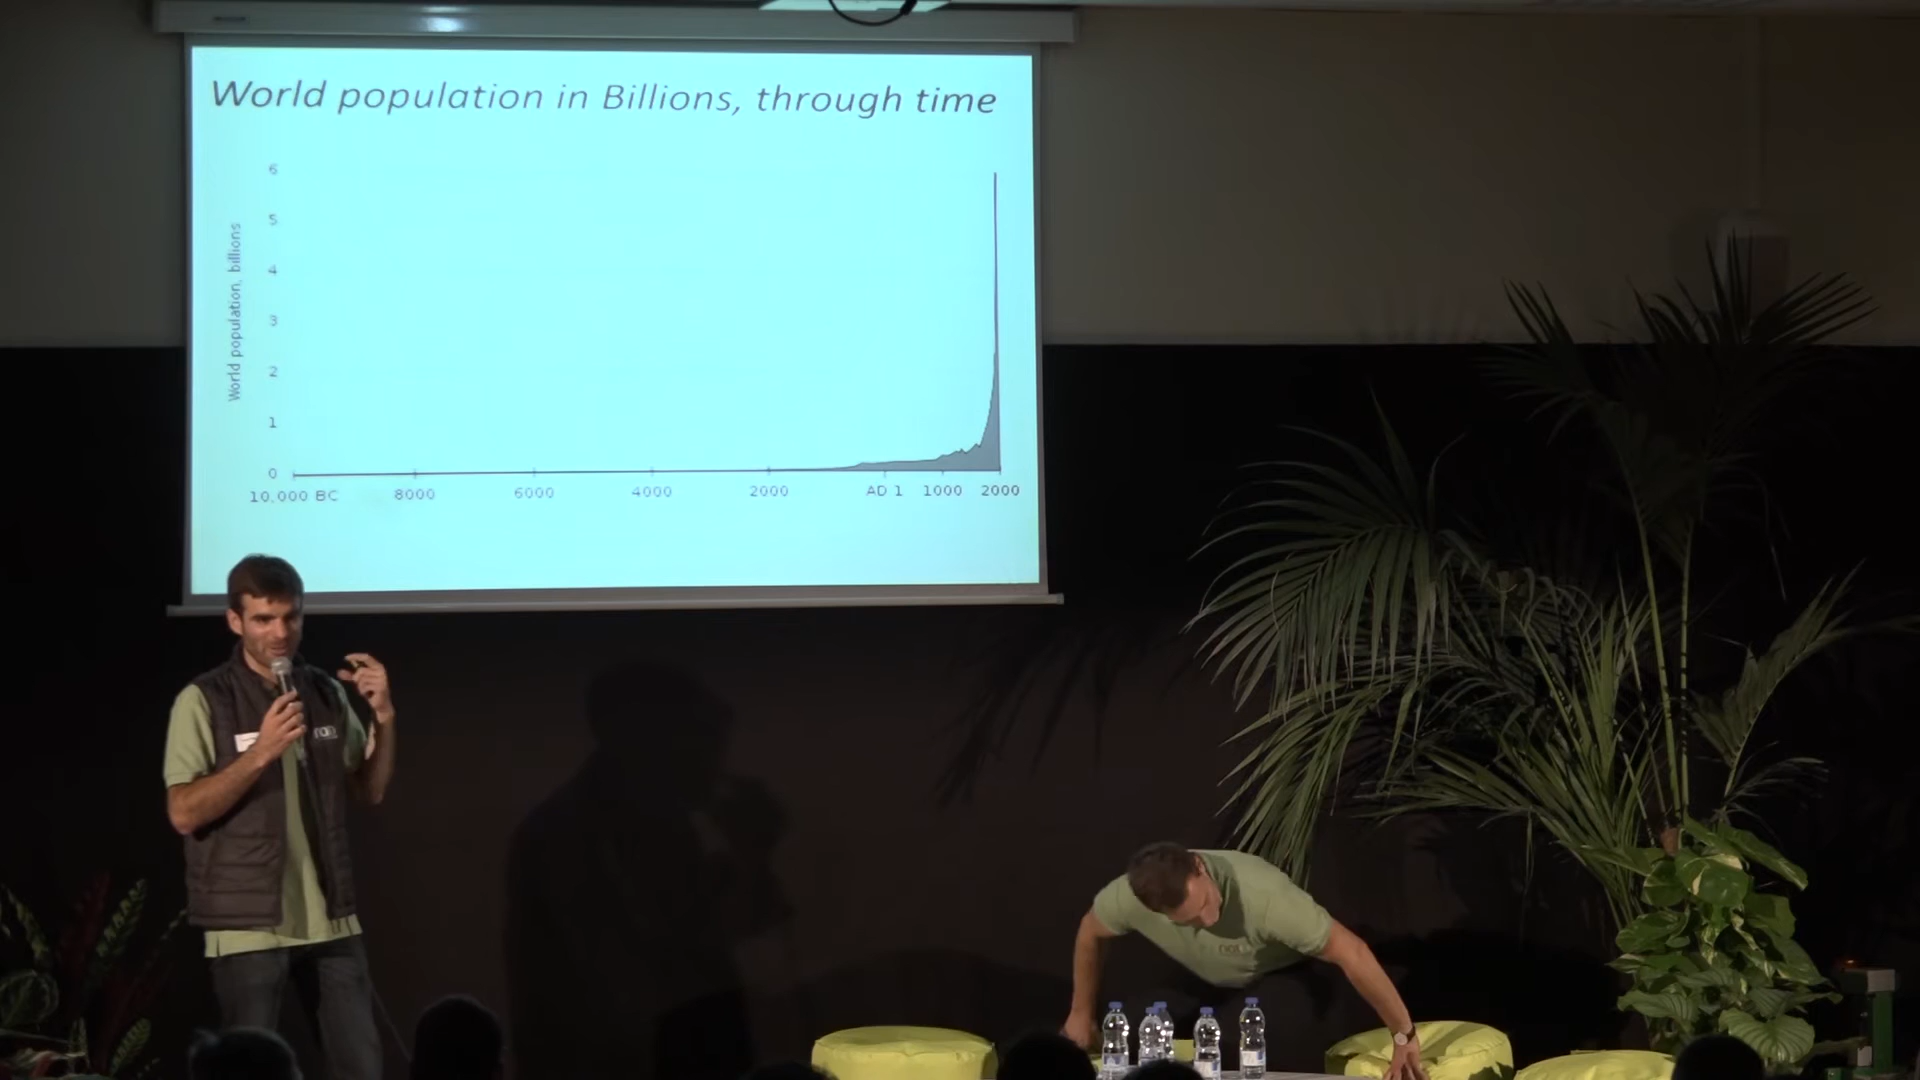 World population in Billions, through time
World population, billions
6
5
4
3
2
1
0
10,000 BC 8000 6000 4000 2000 AD 1 1000 2000